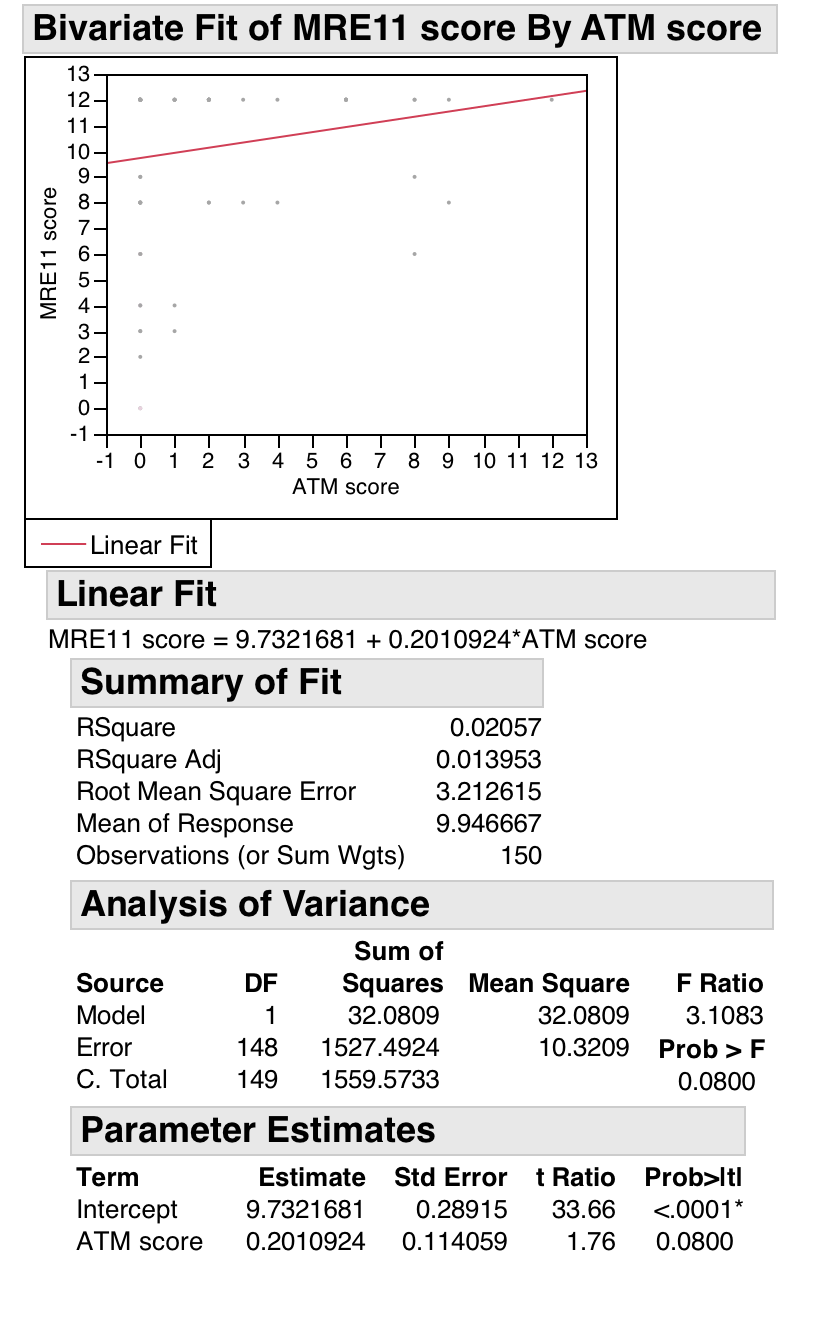 Bivariate Fit of MRE11 score By ATM score
13
12
11
10
9
8
7
6
5
4
3
2
1
0
-1
MRE11 score
-1 0 1 2 3 4 5 6 7 8 9 10 11 12 13
ATM score
Linear Fit
Linear Fit
MRE11 score = 9.7321681 + 0.2010924*ATM score
Summary of Fit
RSquare 0.02057
RSquare Adj 0.013953
Root Mean Square Error 3.212615
Mean of Response 9.946667
Observations (or Sum Wgts) 150
Analysis of Variance
Sum of
Source DF Squares Mean Square F Ratio
Model 1 32.0809 32.0809 3.1083
Error 148 1527.4924 10.3209 Prob > F
C. Total 149 1559.5733 0.0800
Parameter Estimates
Term Estimate Std Error t Ratio Prob>|t|
Intercept 9.7321681 0.28915 33.66 <.0001*
ATM score 0.2010924 0.114059 1.76 0.0800